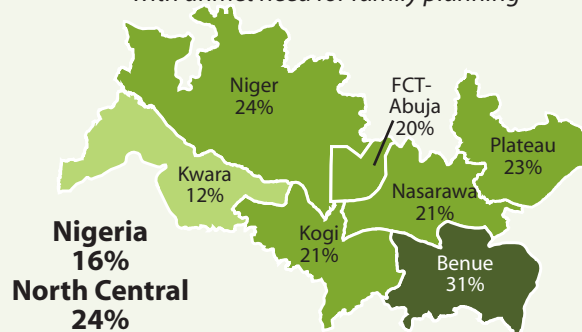 with unmet need for family planning
Niger
24%
FCT-
Abuja
20%
Plateau
23%
Kwara
12%
Nasarawa
21%
Kogi
21%
Benue
31%
Nigeria
16%
North Central
24%